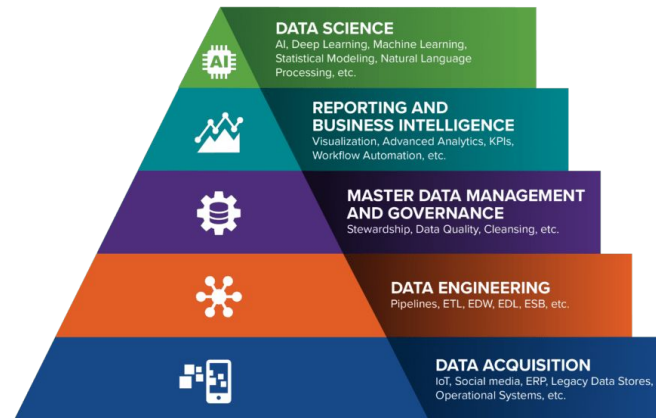 DATA SCIENCE
AI, Deep Learning, Machine Learning,
Statistical Modeling, Natural Language
Processing, etc.
AI
REPORTING AND
BUSINESS INTELLIGENCE
Visualization, Advanced Analytics, KPIs,
Workflow Automation, etc.
MASTER DATA MANAGEMENT
AND GOVERNANCE
Stewardship, Data Quality, Cleansing, etc.
DATA ENGINEERING
Pipelines, ETL, EDW, EDL, ESB, etc.
DATA ACQUISITION
IoT, Social media, ERP, Legacy Data Stores,
Operational Systems, etc.